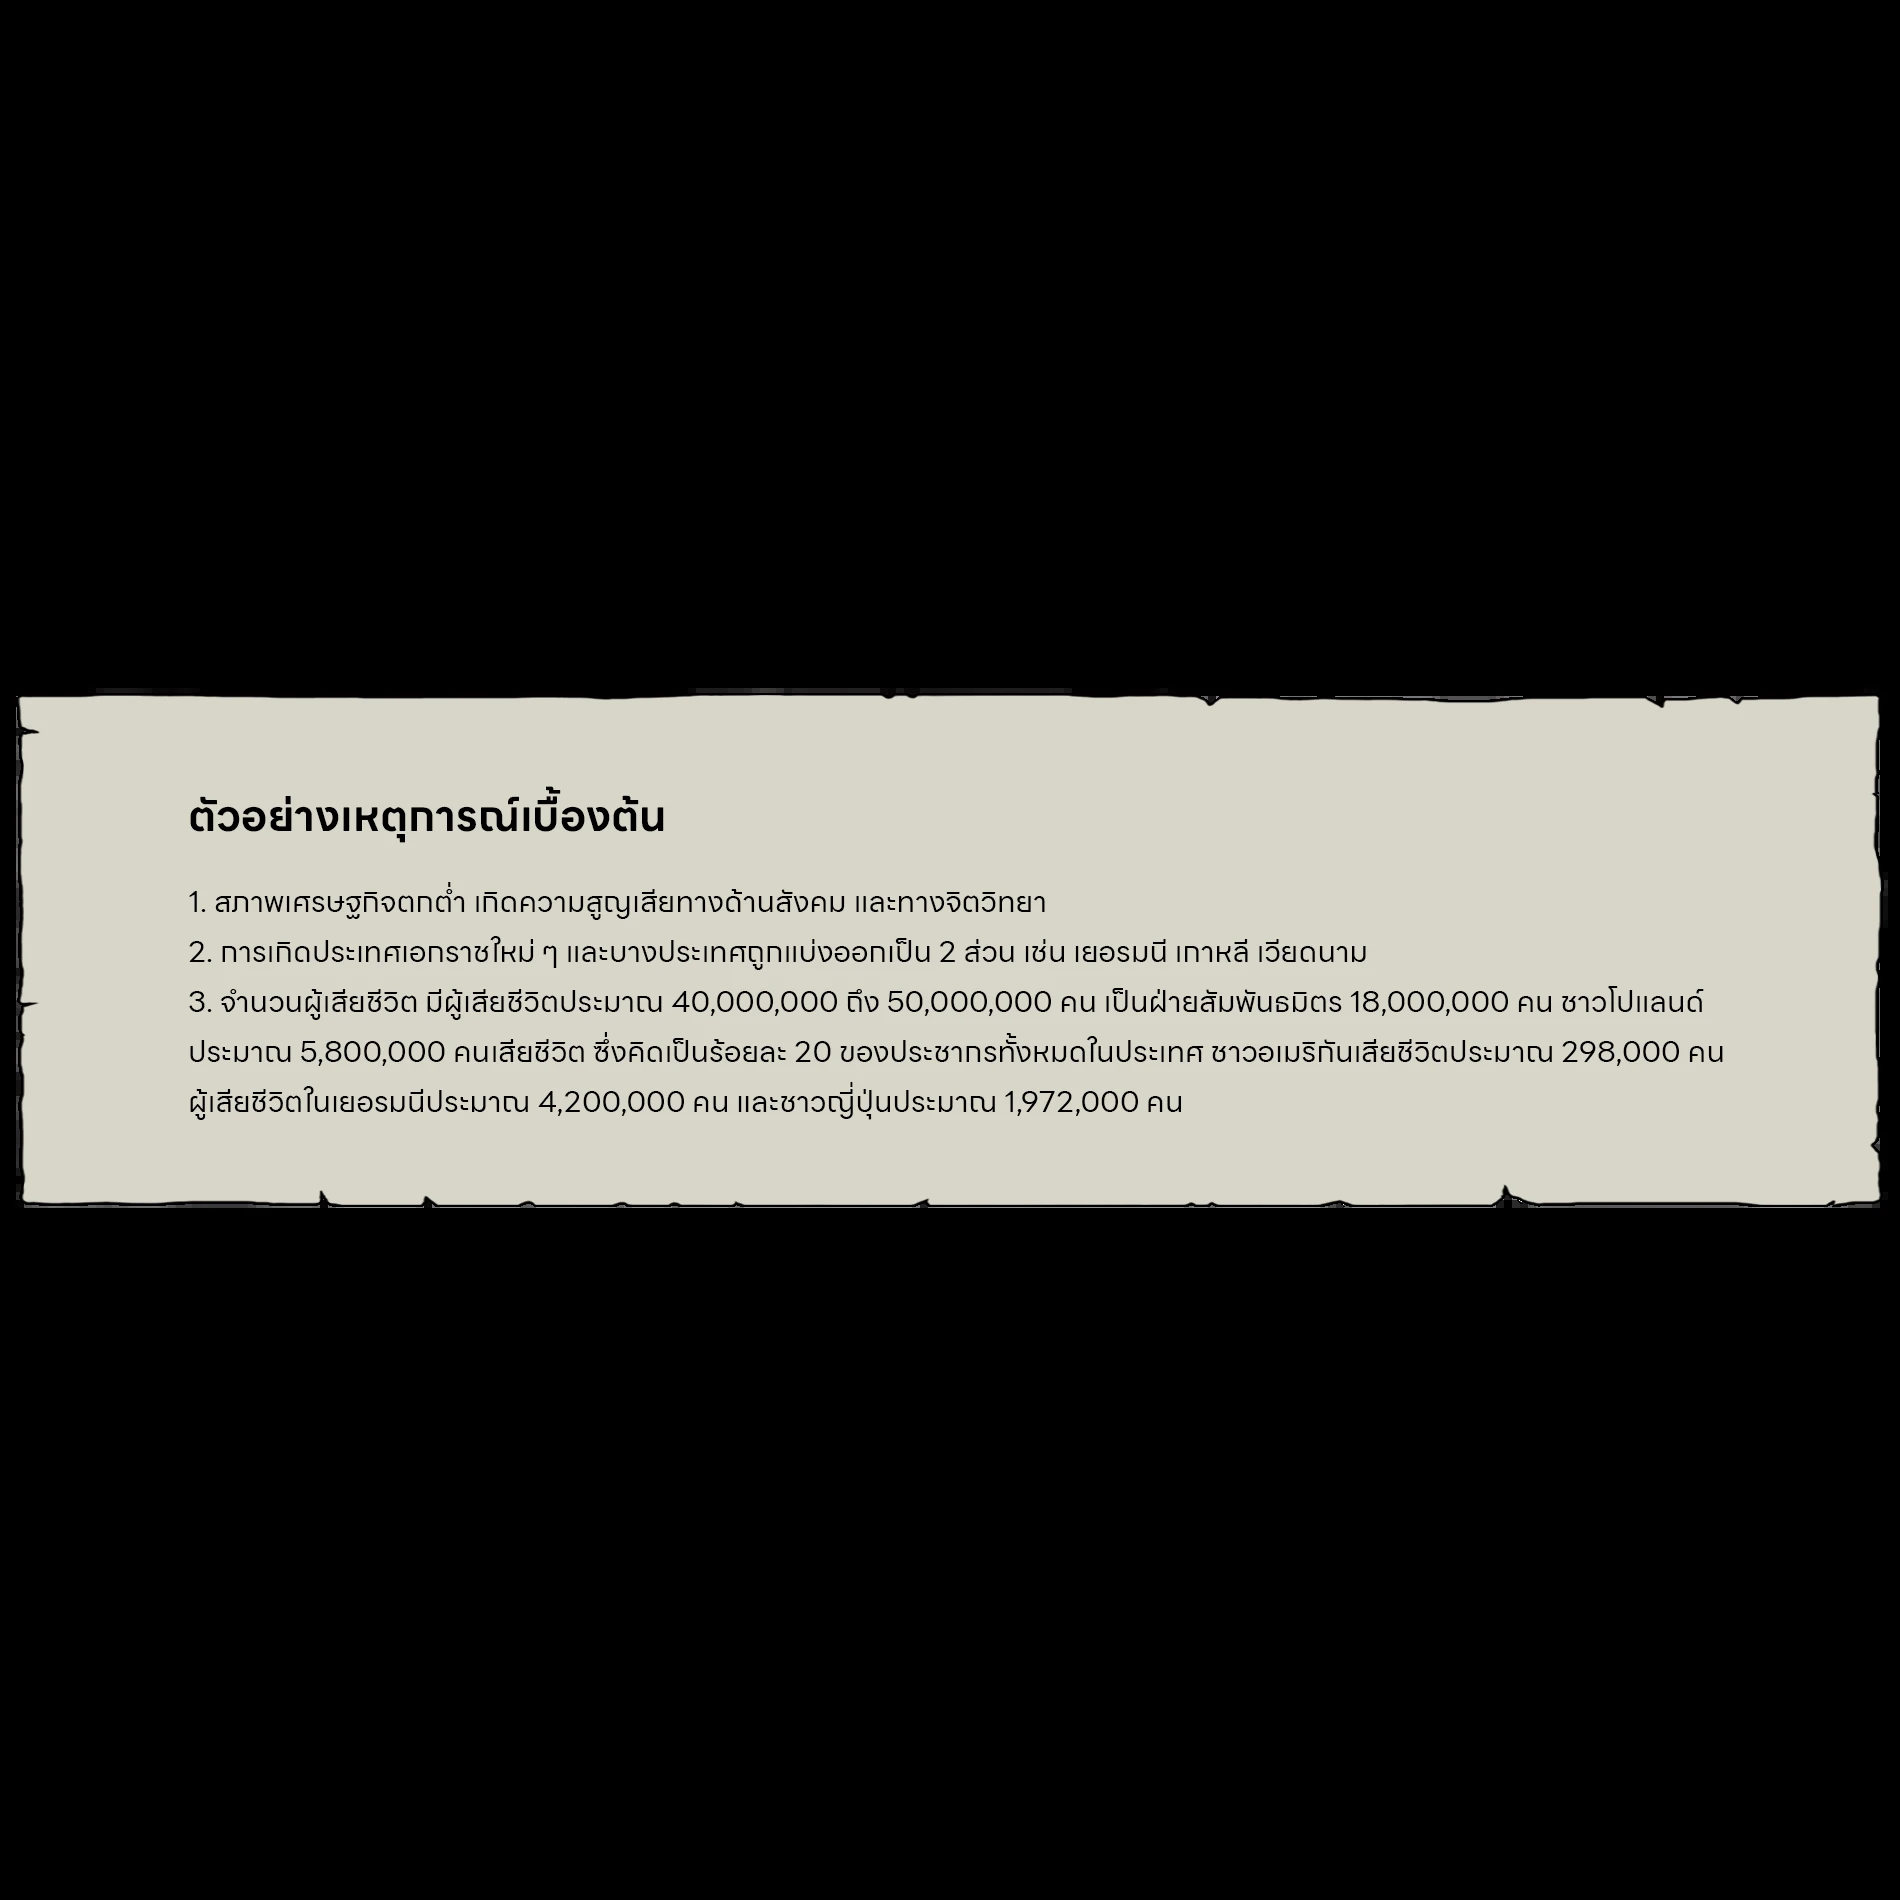 ตัวอย่างเหตุการณ์เบื้องต้น
1. สภาพเศรษฐกิจตกต่ำ เกิดความสูญเสียทางด้านสังคม และทางจิตวิทยา
2. การเกิดประเทศเอกราชใหม่ ๆ และบางประเทศถูกแบ่งออกเป็น 2 ส่วน เช่น เยอรมนี เกาหลี เวียดนาม
3. จำนวนผู้เสียชีวิต มีผู้เสียชีวิตประมาณ 40,000,000 ถึง 50,000,000 คน เป็นฝ่ายสัมพันธมิตร 18,000,000 คน ชาวโปแลนด์
ประมาณ 5,800,000 คนเสียชีวิต ซึ่งคิดเป็นร้อยละ 20 ของประชากรทั้งหมดในประเทศ ชาวอเมริกันเสียชีวิตประมาณ 298,000 คน
ผู้เสียชีวิตในเยอรมนีประมาณ 4,200,000 คน และชาวญี่ปุ่นประมาณ 1,972,000 คน